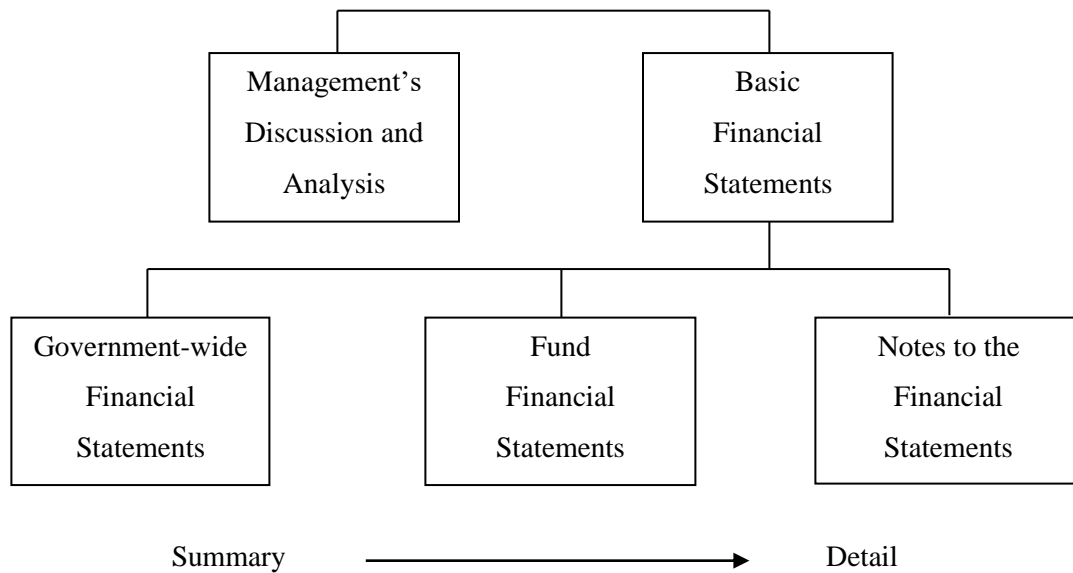 Management’s
Discussion and
Analysis
Basic
Financial
Statements
Government-wide
Financial
Statements
Fund
Financial
Statements
Notes to the
Financial
Statements
Summary
Detail